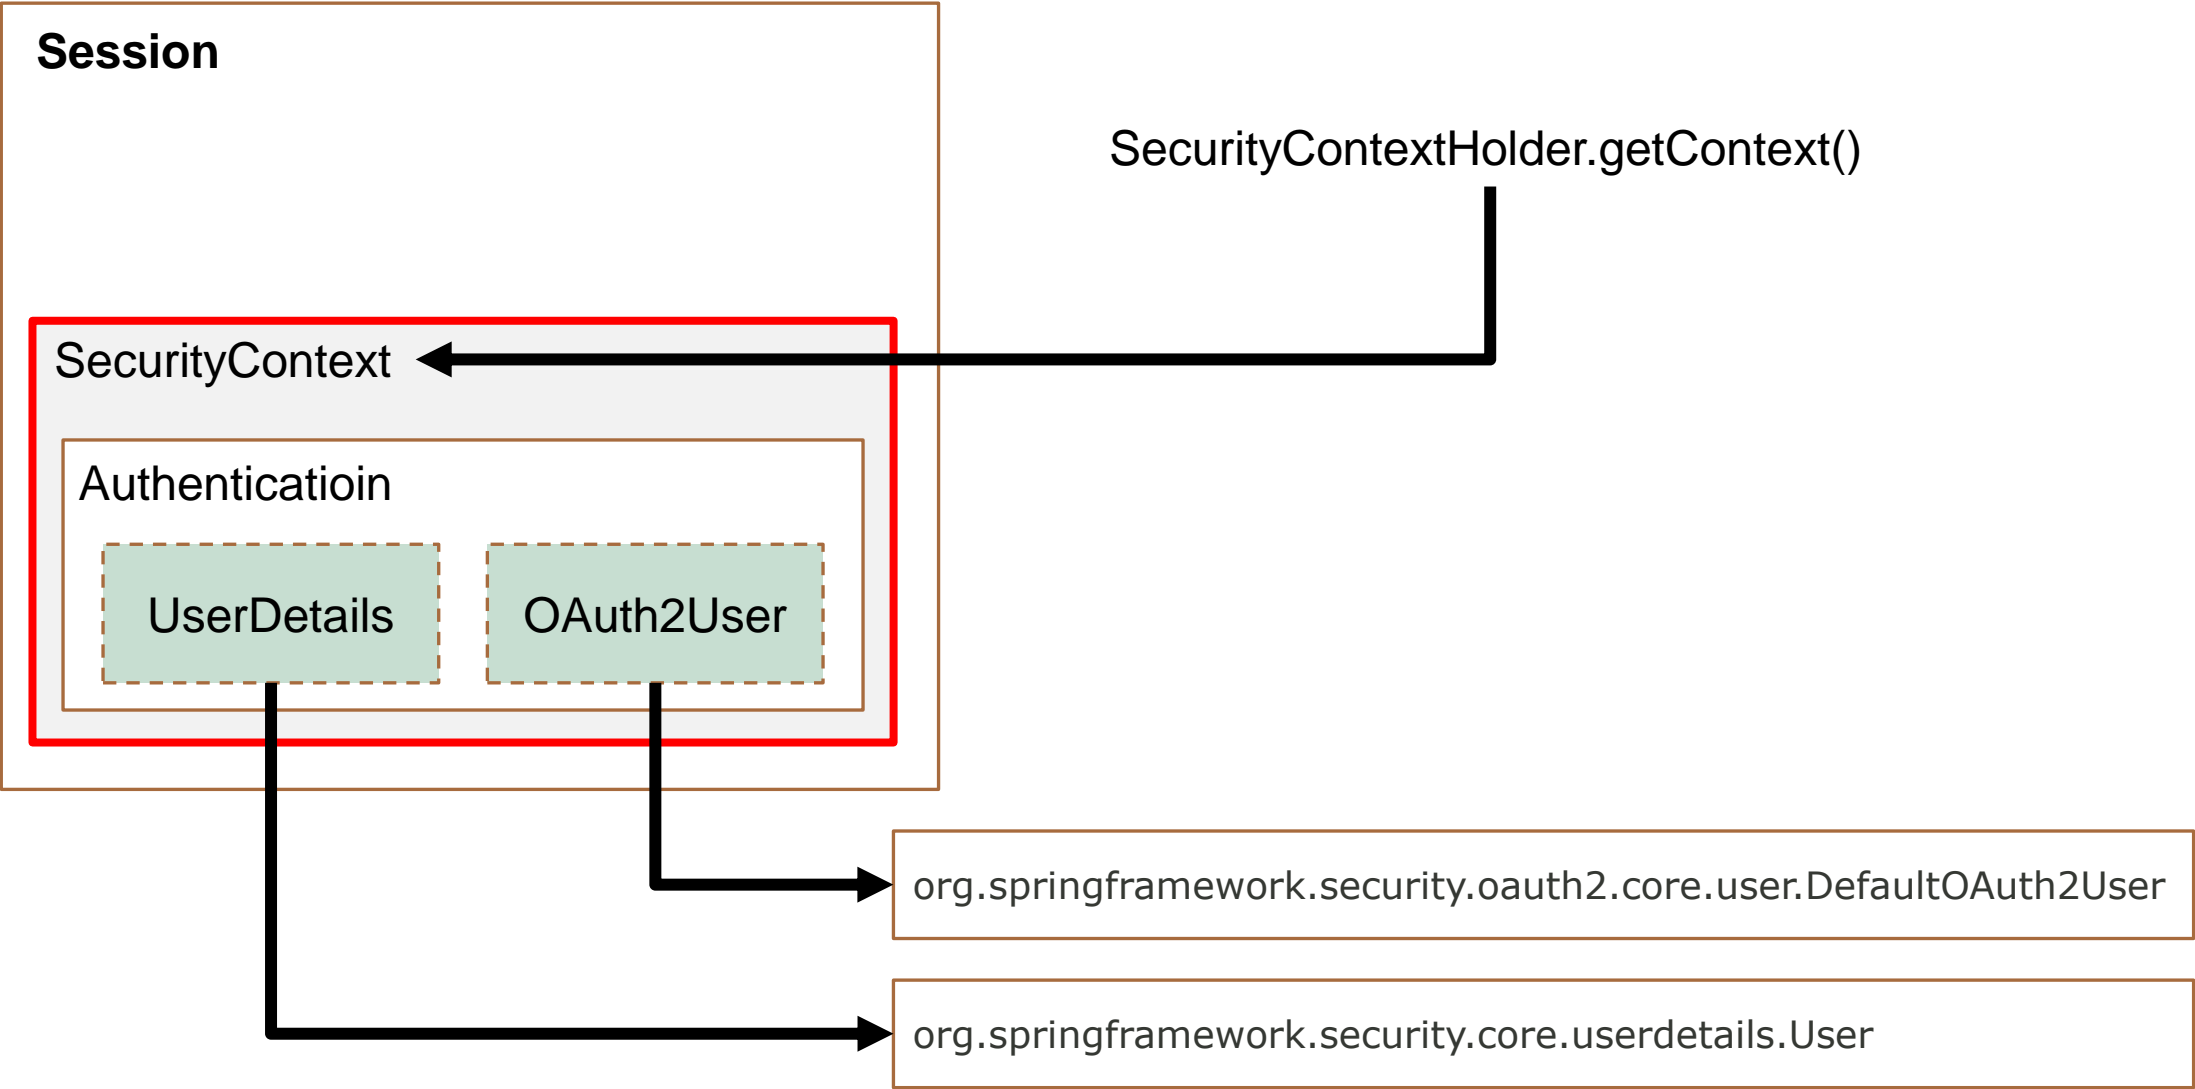 Session
SecurityContextHolder.getContext()
SecurityContext
Authenticatioin
UserDetails
OAuth2User
org.springframework.security.oauth2.core.user.DefaultOAuth2User
org.springframework.security.core.userdetails.User